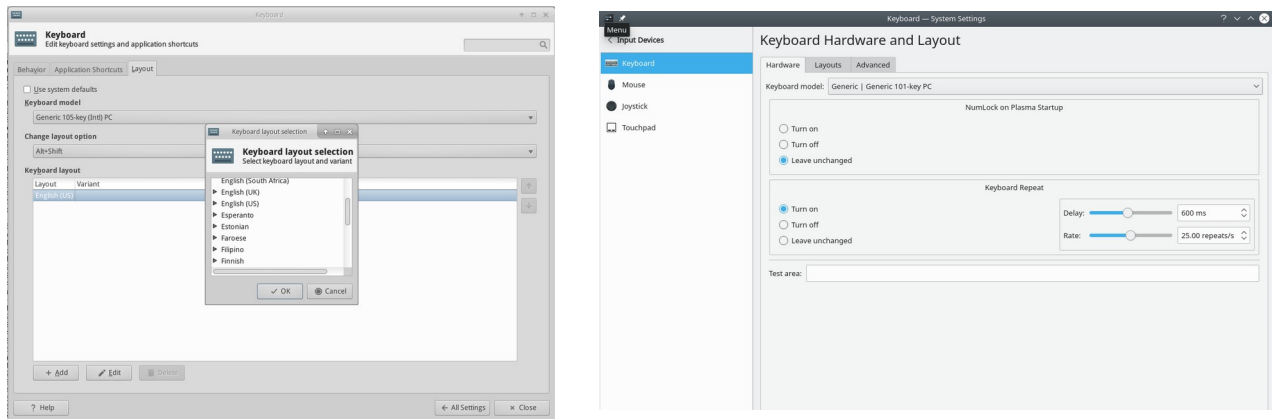 Keyboard
Keyboard
Edit keyboard settings and application shortcuts
Behavior Application Shortcuts Layout
Use system defaults
Keyboard model
Generic 105-key (Intl) PC
Change layout option
Alt+Shift
Keyboard layout
Layout Variant
English (US)
Keyboard layout selection
Keyboard layout selection
Select keyboard layout and variant
English (South Africa)
English (UK)
English (US)
Esperanto
Estonian
Faroese
Filipino
Finnish
OK Cancel
+ Add Edit Delete
? Help
All Settings × Close
Keyboard — System Settings
Menu
< Input Devices
Keyboard
Mouse
Joystick
Touchpad
Keyboard Hardware and Layout
Hardware Layouts Advanced
Keyboard model: Generic | Generic 101-key PC
NumLock on Plasma Startup
Turn on
Turn off
Leave unchanged
Keyboard Repeat
Turn on
Turn off
Leave unchanged
Delay: 600 ms
Rate: 25.00 repeats/s
Test area: